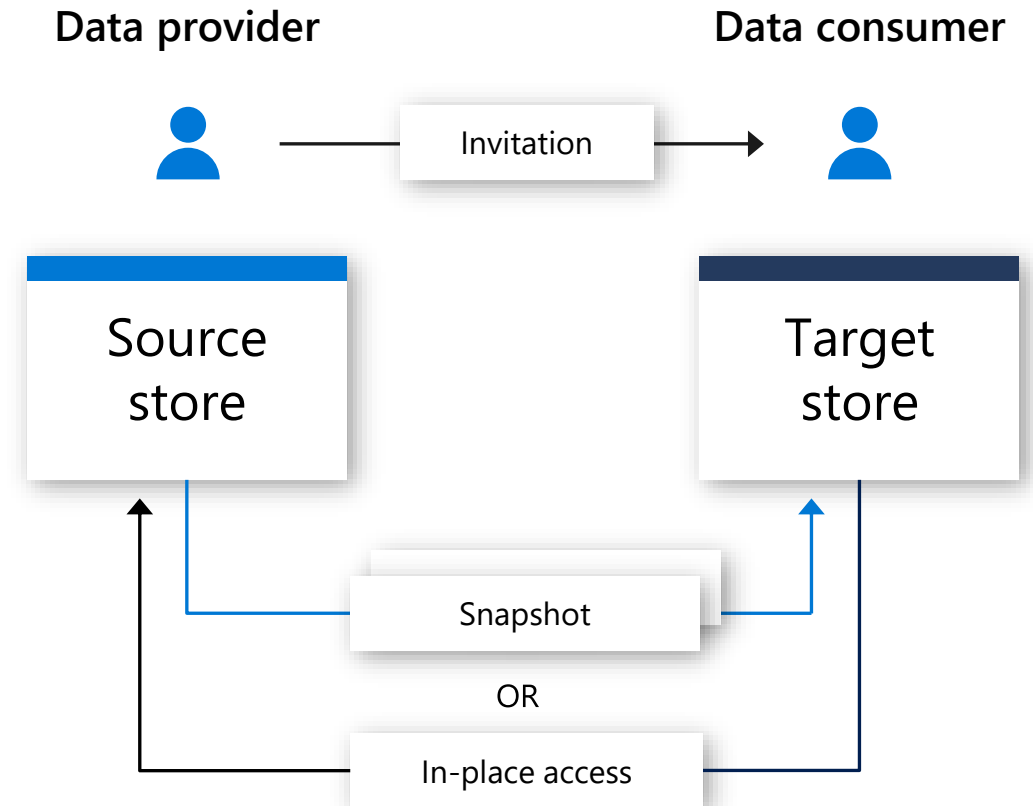 Data provider
Data consumer
Invitation
Source
store
Target
store
Snapshot
OR
In-place access